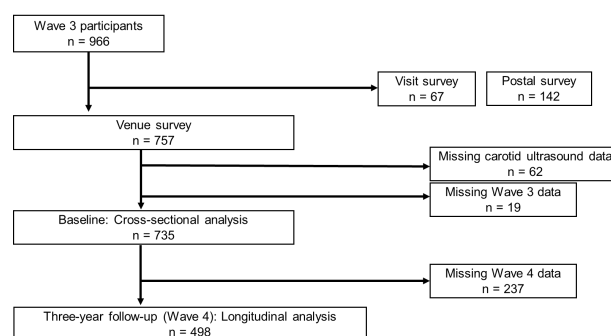 Wave 3 participants
n = 966
Visit survey
n = 67
Postal survey
n = 142
Venue survey
n = 757
Missing carotid ultrasound data
n = 62
Missing Wave 3 data
n = 19
Baseline: Cross-sectional analysis
n = 735
Missing Wave 4 data
n = 237
Three-year follow-up (Wave 4): Longitudinal analysis
n = 498